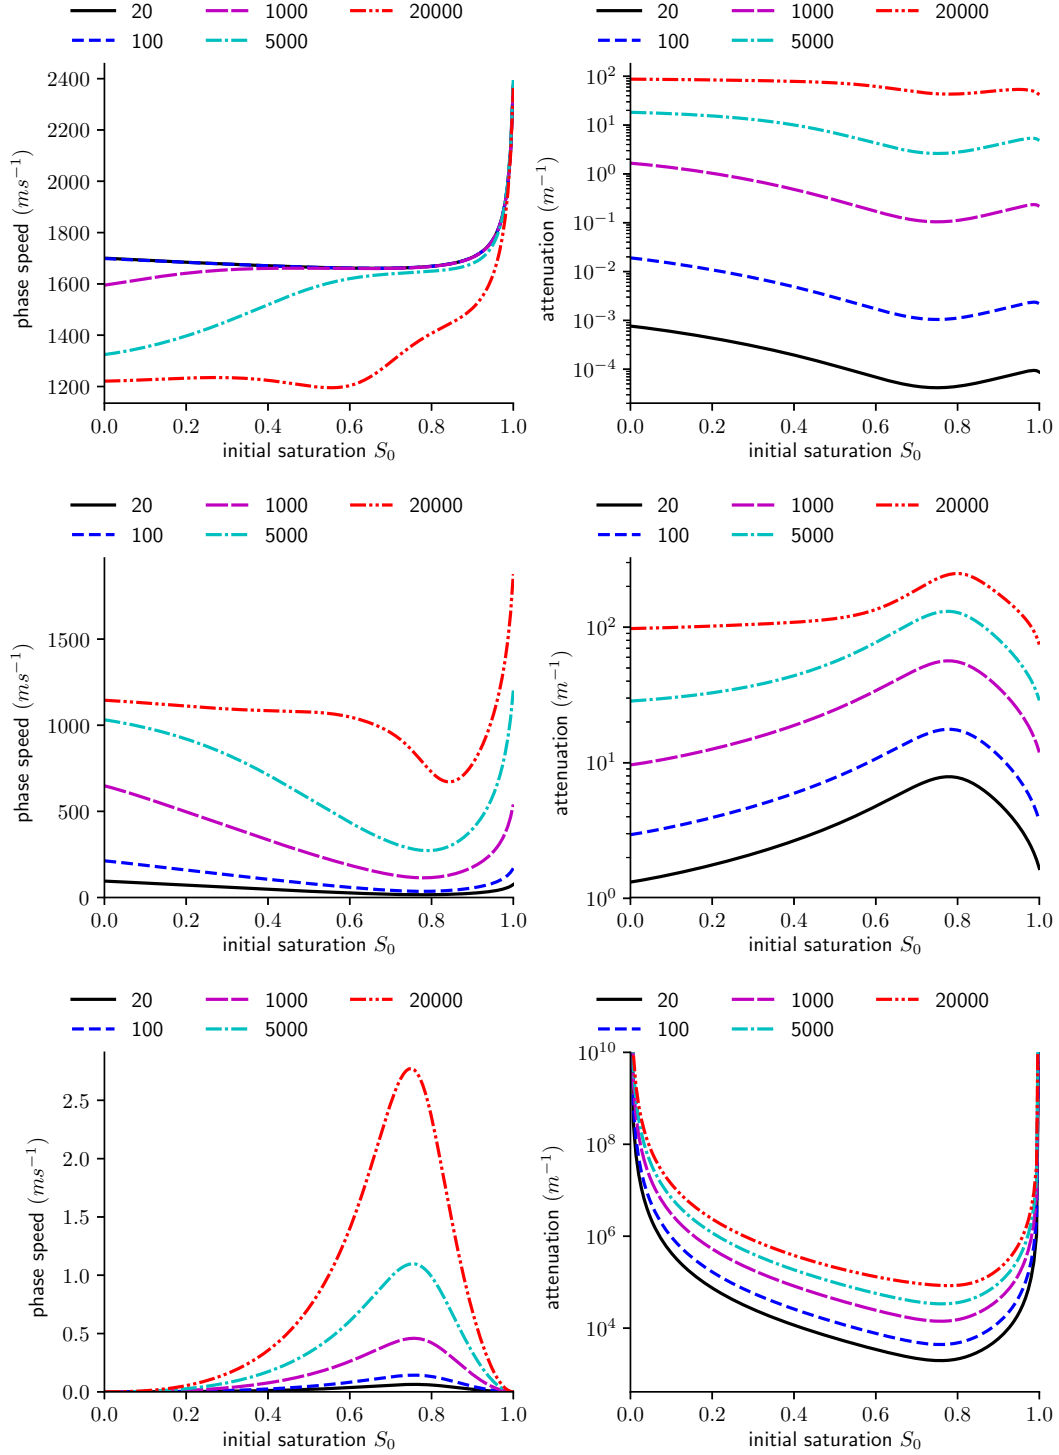 20 1000 20000
100 5000
2400
2200
2000
1800
1600
1400
1200
phase speed (ms⁻¹)
0.0 0.2 0.4 0.6 0.8 1.0
initial saturation S₀
20 1000 20000
100 5000
10²
10¹
10⁰
10⁻¹
10⁻²
10⁻³
10⁻⁴
attenuation (m⁻¹)
0.0 0.2 0.4 0.6 0.8 1.0
initial saturation S₀
20 1000 20000
100 5000
1500
1000
500
0
phase speed (ms⁻¹)
0.0 0.2 0.4 0.6 0.8 1.0
initial saturation S₀
20 1000 20000
100 5000
10²
10¹
10⁰
attenuation (m⁻¹)
0.0 0.2 0.4 0.6 0.8 1.0
initial saturation S₀
20 1000 20000
100 5000
2.5
2.0
1.5
1.0
0.5
0.0
phase speed (ms⁻¹)
0.0 0.2 0.4 0.6 0.8 1.0
initial saturation S₀
20 1000 20000
100 5000
10¹⁰
10⁸
10⁶
10⁴
attenuation (m⁻¹)
0.0 0.2 0.4 0.6 0.8 1.0
initial saturation S₀